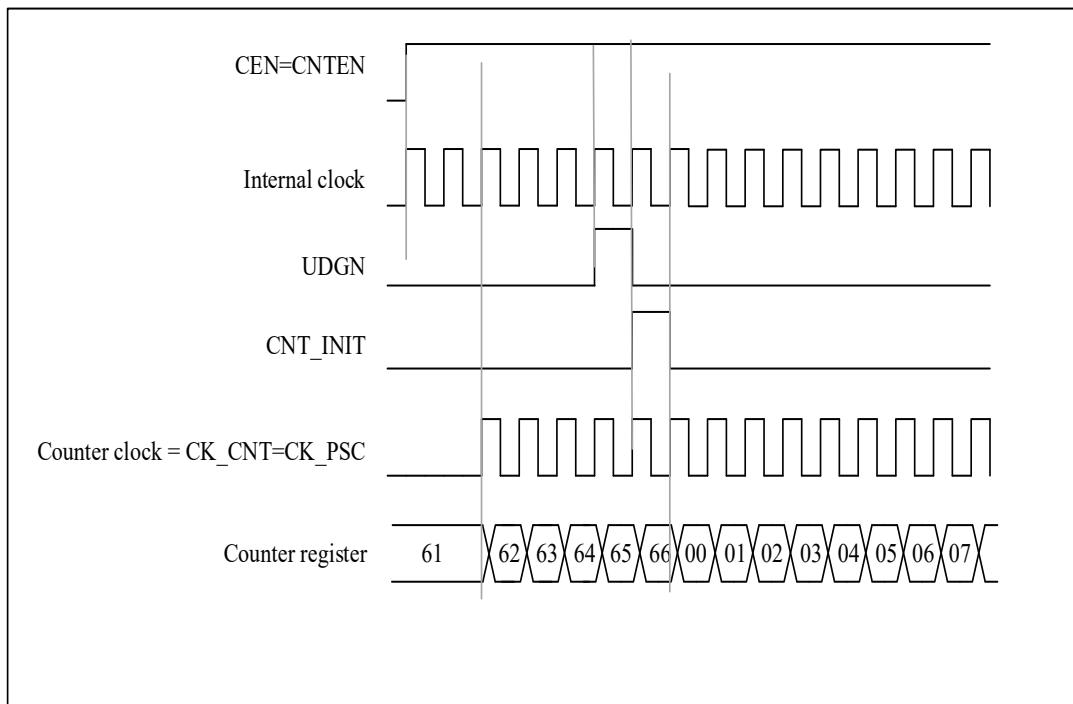 CEN=CNTEN
Internal clock
UDGN
CNT_INIT
Counter clock = CK_CNT=CK_PSC
Counter register 61 62 63 64 65 66 00 01 02 03 04 05 06 07